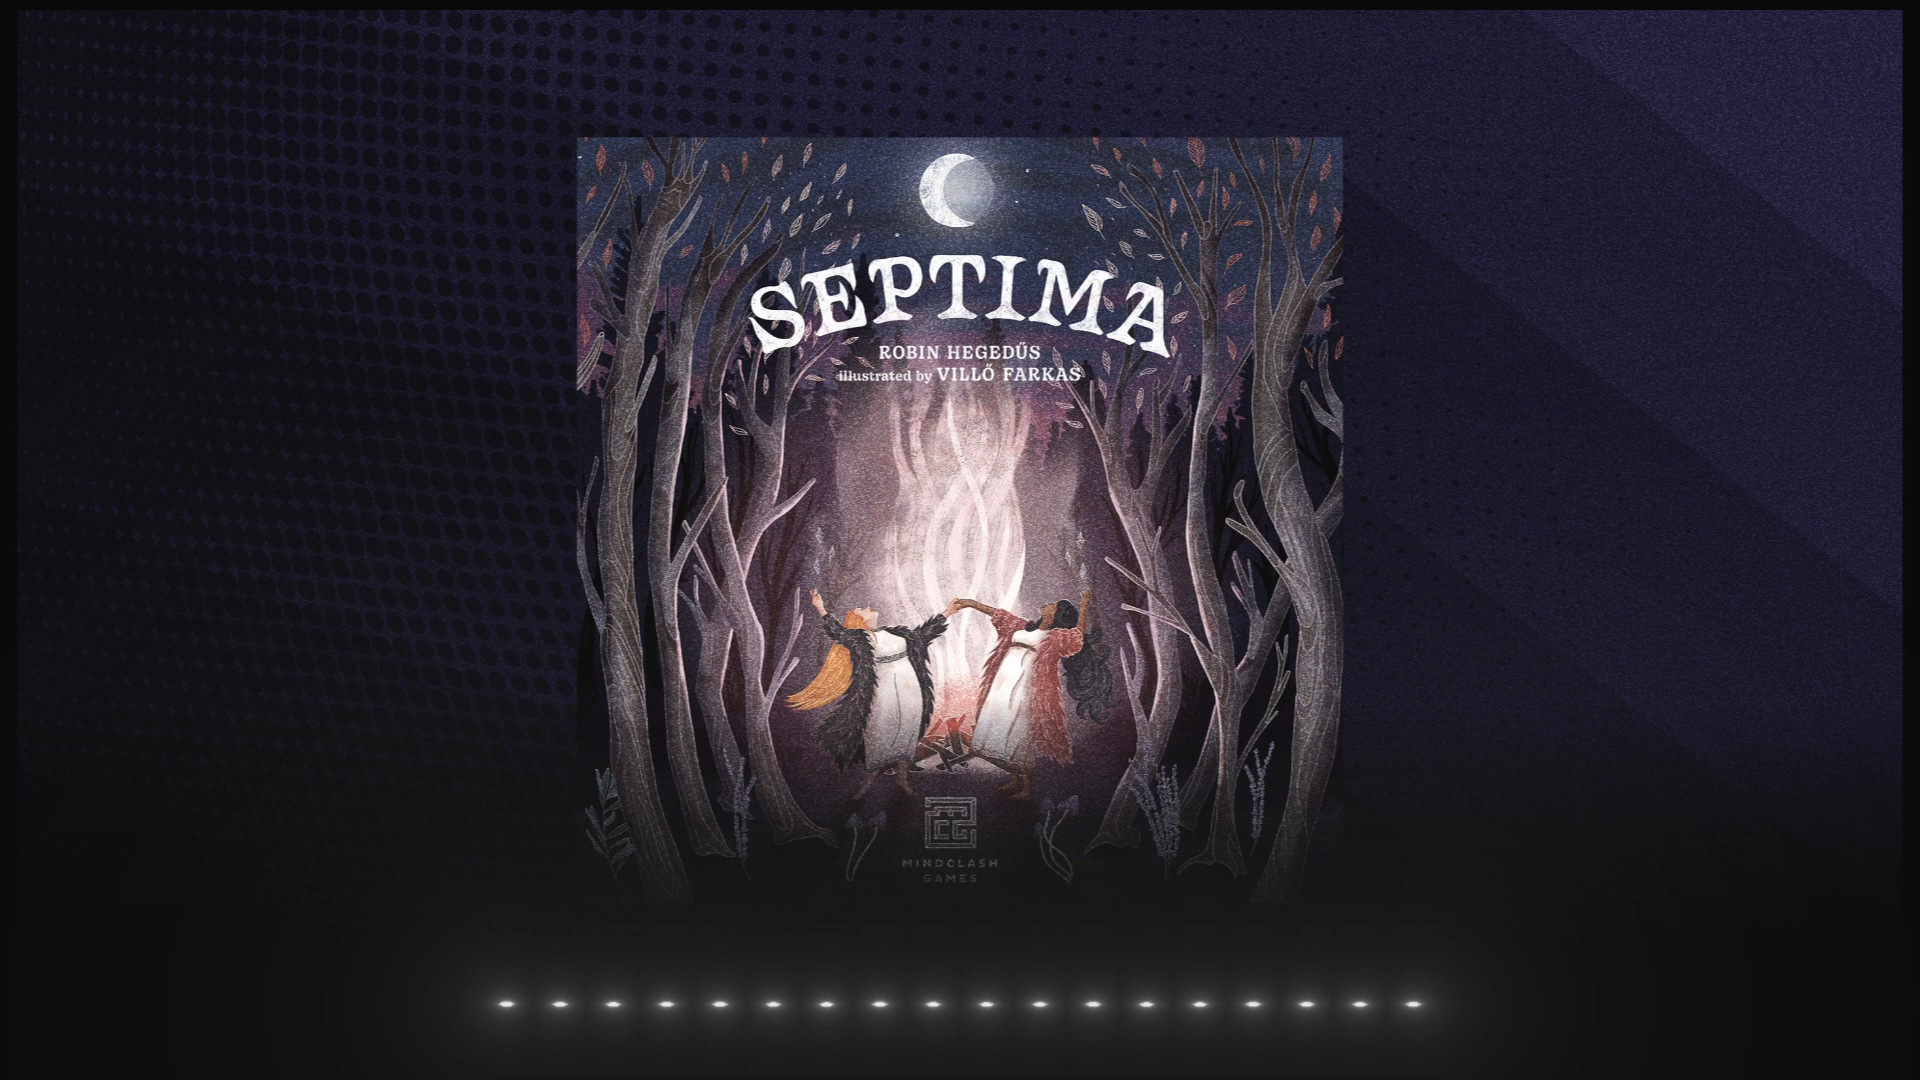 SEPTIMA
ROBIN HEGEDŰS
illustrated by VILLŐ FARKAS
MINDCLASH
GAMES